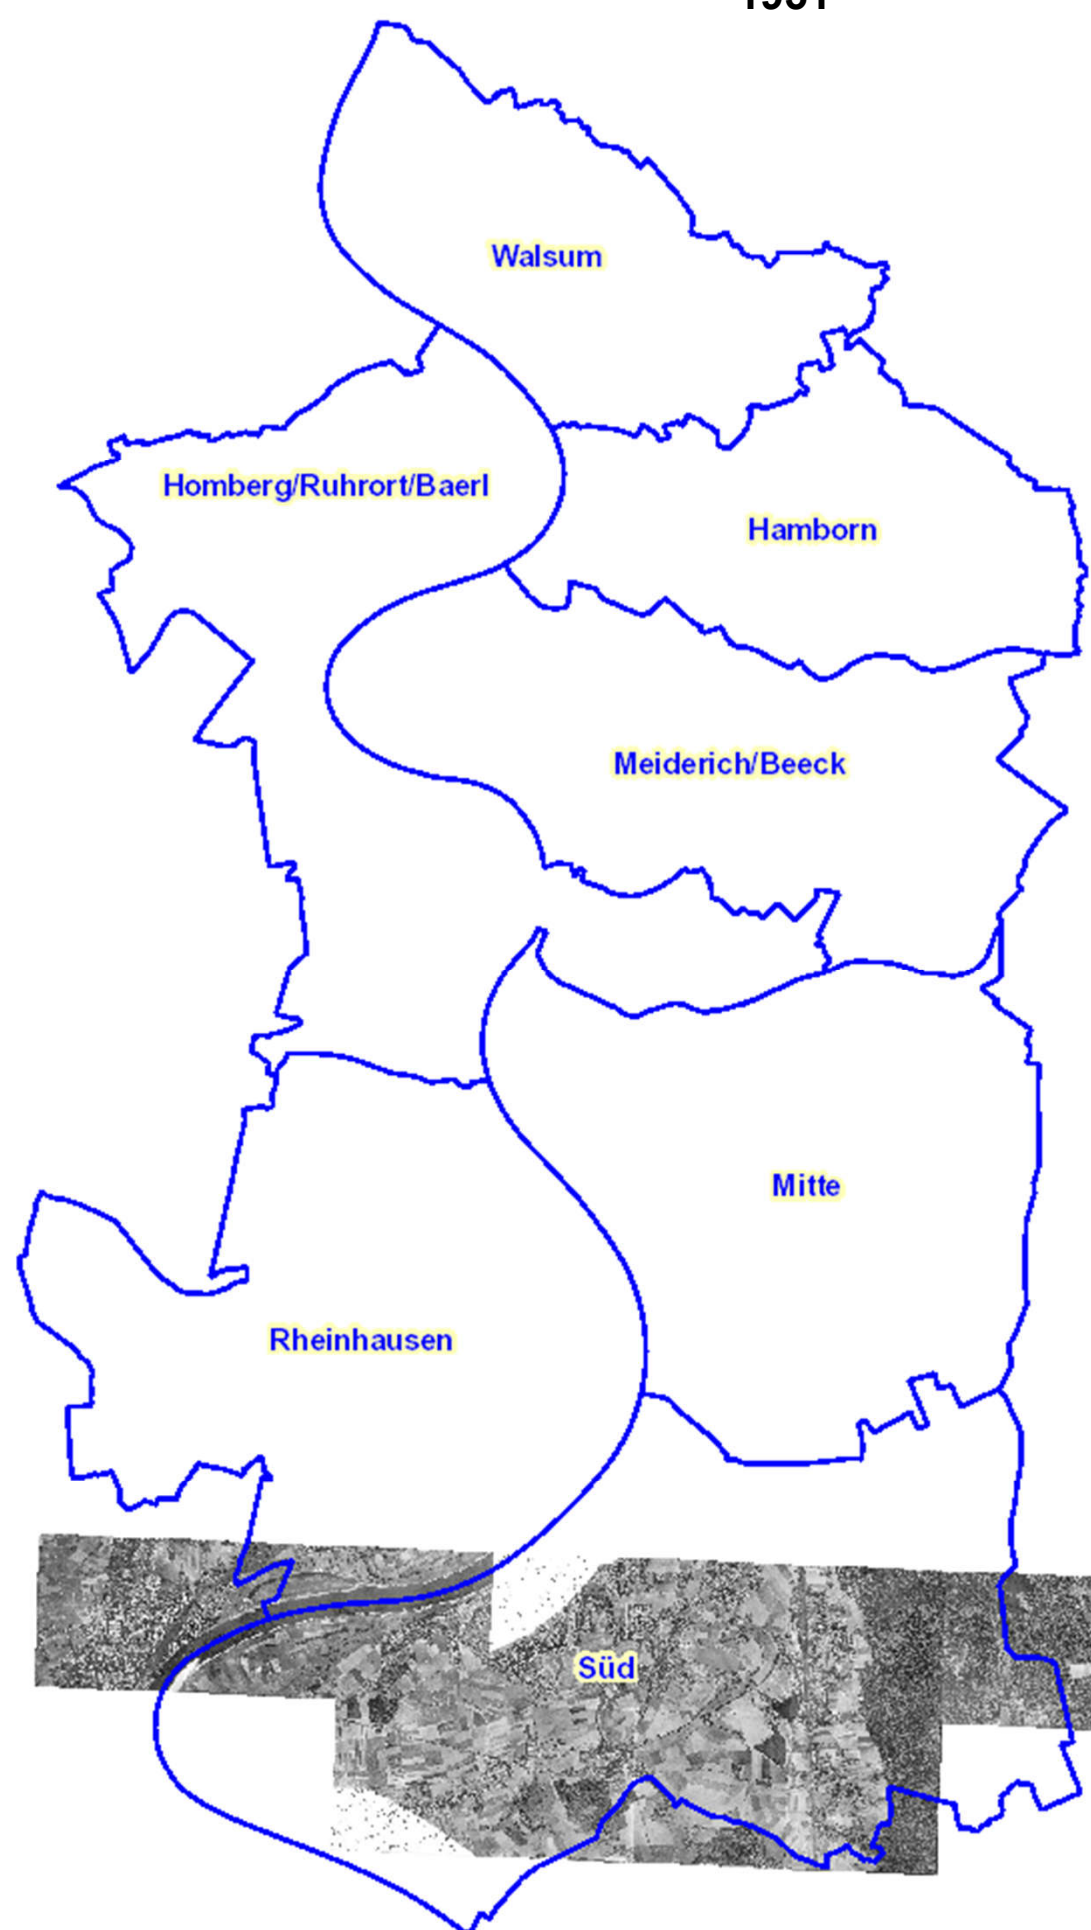 Walsum
Homberg/Ruhrort/Baerl
Hamborn
Meiderich/Beeck
Mitte
Rheinhausen
Süd